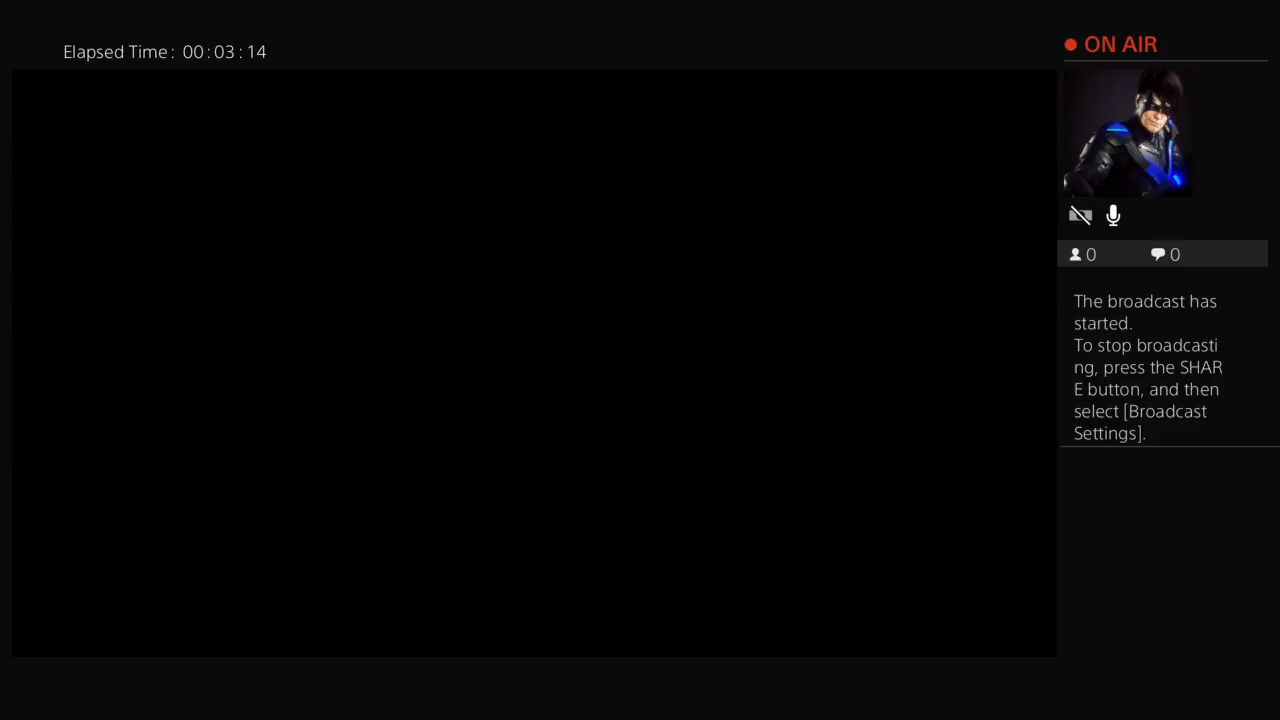 Elapsed Time: 00:03:14
ON AIR
0 0
The broadcast has
started.
To stop broadcasti
ng, press the SHAR
E button, and then
select [Broadcast
Settings].